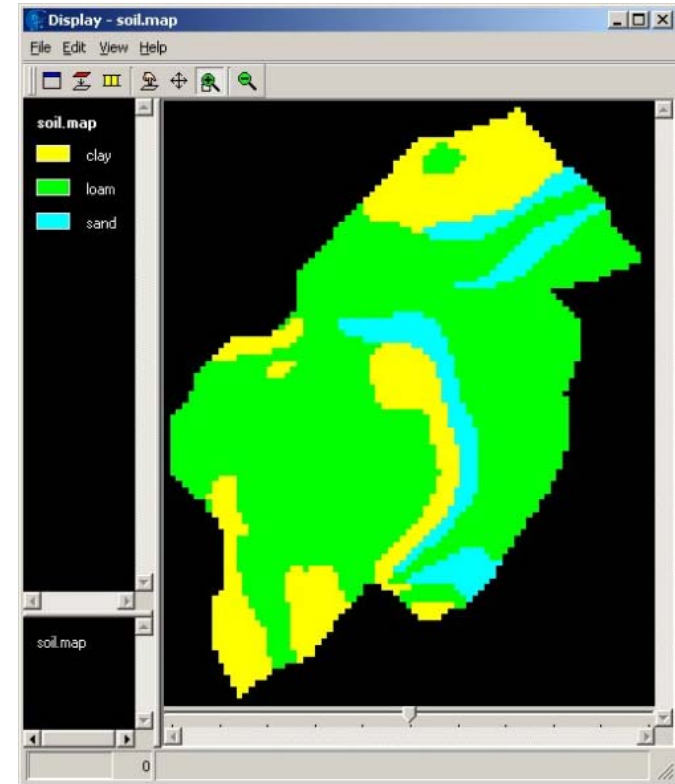 Display - soil.map
File Edit View Help
soil.map
clay
loam
sand
soil.map
0